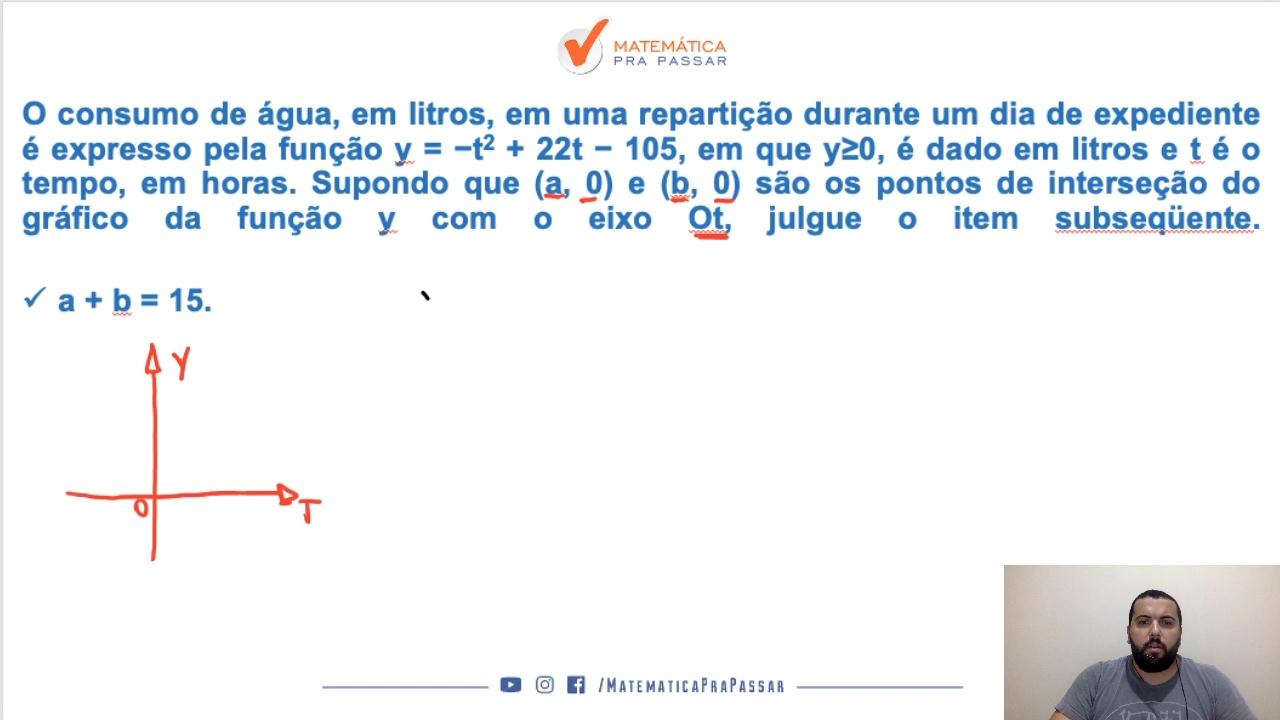 MATEMÁTICA
PRA PASSAR
O consumo de água, em litros, em uma repartição durante um dia de expediente
é expresso pela função y = −t² + 22t − 105, em que y≥0, é dado em litros e t é o
tempo, em horas. Supondo que (a, 0) e (b, 0) são os pontos de interseção do
gráfico da função y com o eixo Ot, julgue o item subseqüente.
✓ a + b = 15.
Y
0
T
/MATEMATICAPRAPASSAR